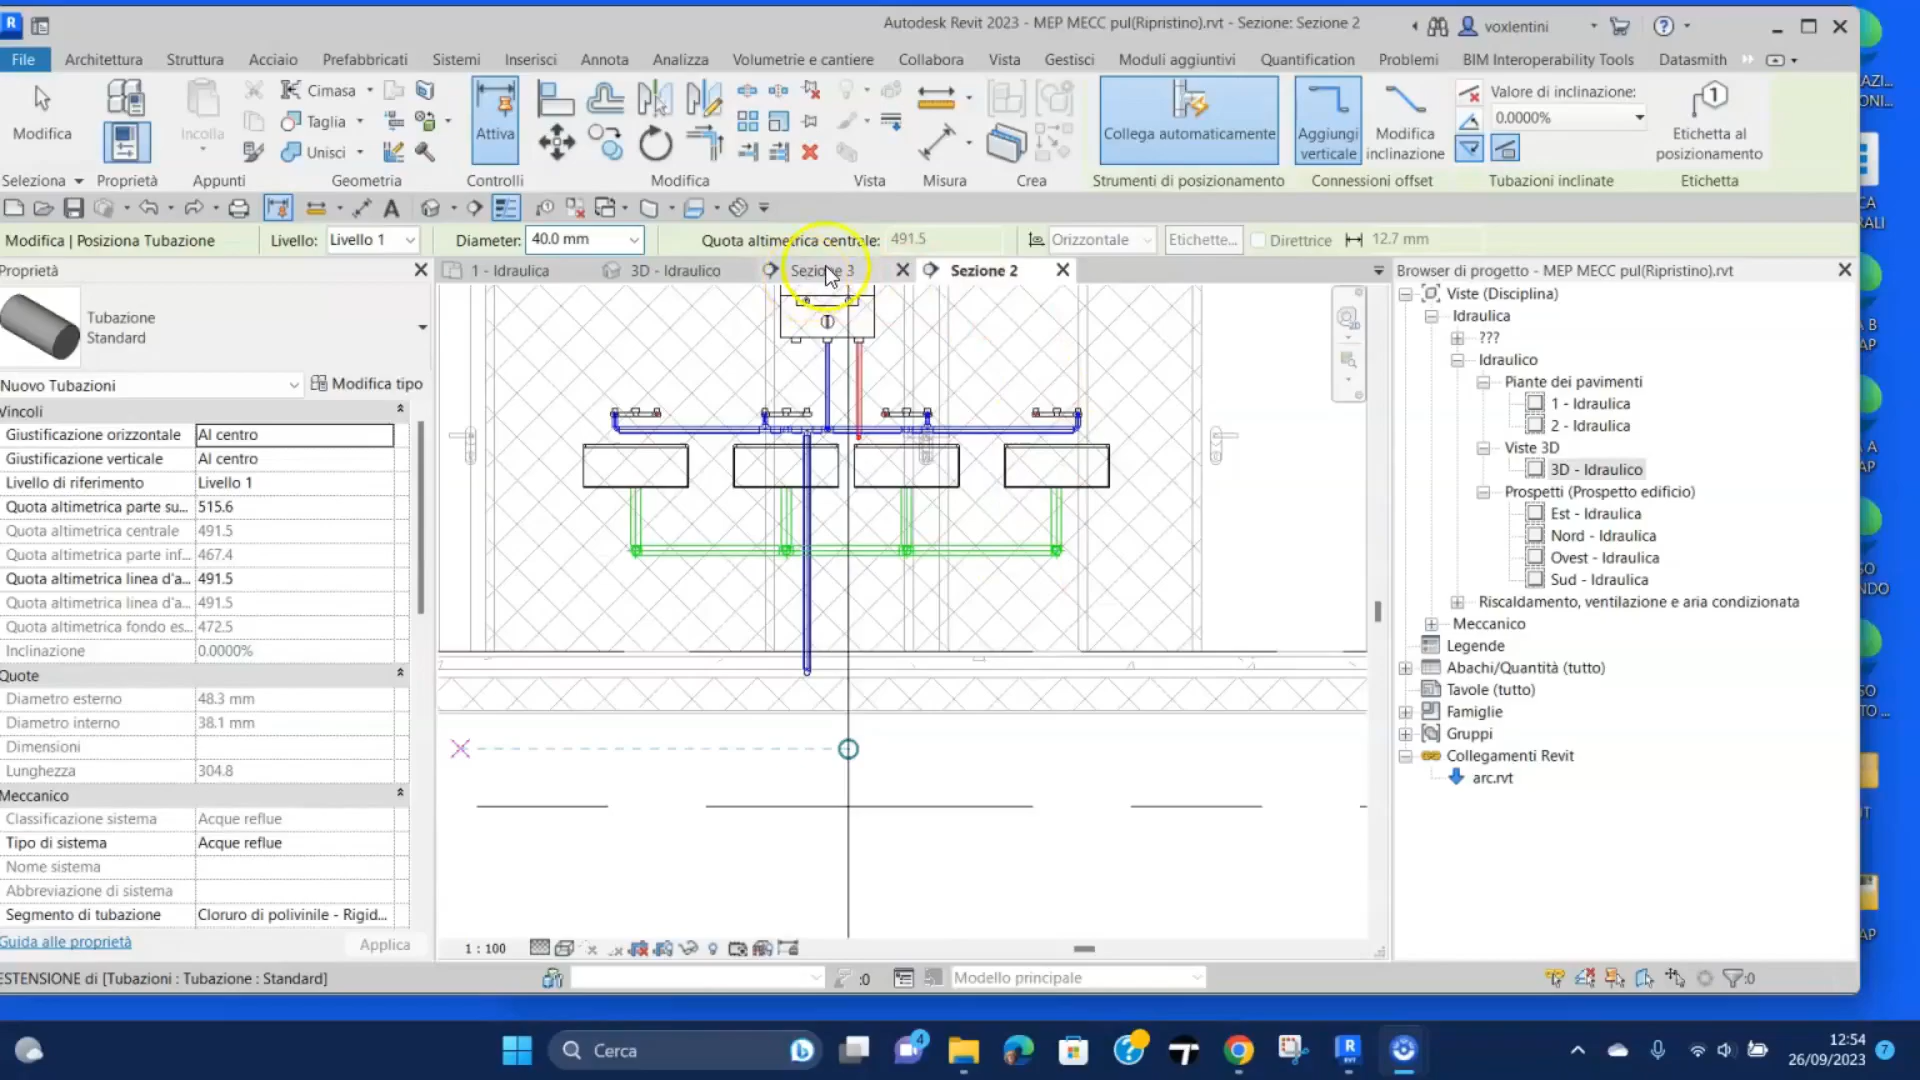 Autodesk Revit 2023 - MEP MECC pul(Ripristino).rvt - Sezione: Sezione 2
voxlentini
File Architettura Struttura Acciaio Prefabbricati Sistemi Inserisci Annota Analizza Volumetrie e cantiere Collabora Vista Gestisci Moduli aggiuntivi Quantification Problemi BIM Interoperability Tools Datasmith
Modifica
Incolla
Cimasa
Taglia
Unisci
Attiva
Collega automaticamente
Aggiungi verticale
Modifica inclinazione
Valore di inclinazione:
0.0000%
Etichetta al posizionamento
Seleziona Proprietà Appunti Geometria Controlli Modifica Vista Misura Crea Strumenti di posizionamento Connessioni offset Tubazioni inclinate Etichetta
Modifica | Posiziona Tubazione Livello: Livello 1 Diameter: 40.0 mm Quota altimetrica centrale: 491.5 Orizzontale Etichette... Direttrice 12.7 mm
Proprietà
1 - Idraulica 3D - Idraulico Sezione 3 Sezione 2
Browser di progetto - MEP MECC pul(Ripristino).rvt
Tubazione
Standard
Nuovo Tubazioni Modifica tipo
Vincoli
Giustificazione orizzontale Al centro
Giustificazione verticale Al centro
Livello di riferimento Livello 1
Quota altimetrica parte su... 515.6
Quota altimetrica centrale 491.5
Quota altimetrica parte inf... 467.4
Quota altimetrica linea d'a... 491.5
Quota altimetrica linea d'a... 491.5
Quota altimetrica fondo es... 472.5
Inclinazione 0.0000%
Quote
Diametro esterno 48.3 mm
Diametro interno 38.1 mm
Dimensioni
Lunghezza 304.8
Meccanico
Classificazione sistema Acque reflue
Tipo di sistema Acque reflue
Nome sistema
Abbreviazione di sistema
Segmento di tubazione Cloruro di polivinile - Rigid...
Guida alle proprietà Applica
Viste (Disciplina)
Idraulica
???
Idraulico
Piante dei pavimenti
1 - Idraulica
2 - Idraulica
Viste 3D
3D - Idraulico
Prospetti (Prospetto edificio)
Est - Idraulica
Nord - Idraulica
Ovest - Idraulica
Sud - Idraulica
Riscaldamento, ventilazione e aria condizionata
Meccanico
Legende
Abachi/Quantità (tutto)
Tavole (tutto)
Famiglie
Gruppi
Collegamenti Revit
arc.rvt
1 : 100
ESTENSIONE di [Tubazioni : Tubazione : Standard] :0 Modello principale :0
Cerca
4
12:54
26/09/2023
7